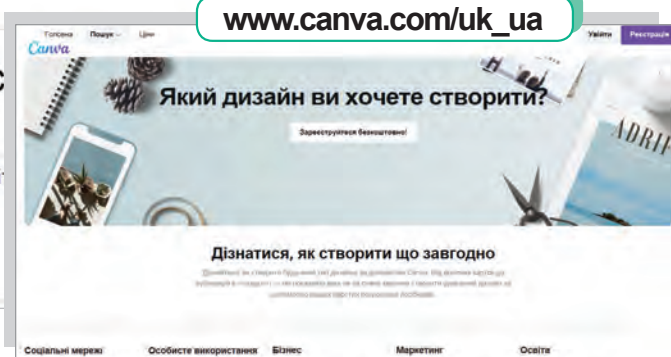 www.canva.com/uk_ua
Головна Пошук Ціни Увійти Реєстрація
Canva
Який дизайн ви хочете створити?
Зареєструйтеся безкоштовно!
ADRIF
Дізнатися, як створити що завгодно
Соціальні мережі Особисте використання Бізнес Маркетинг Освіта